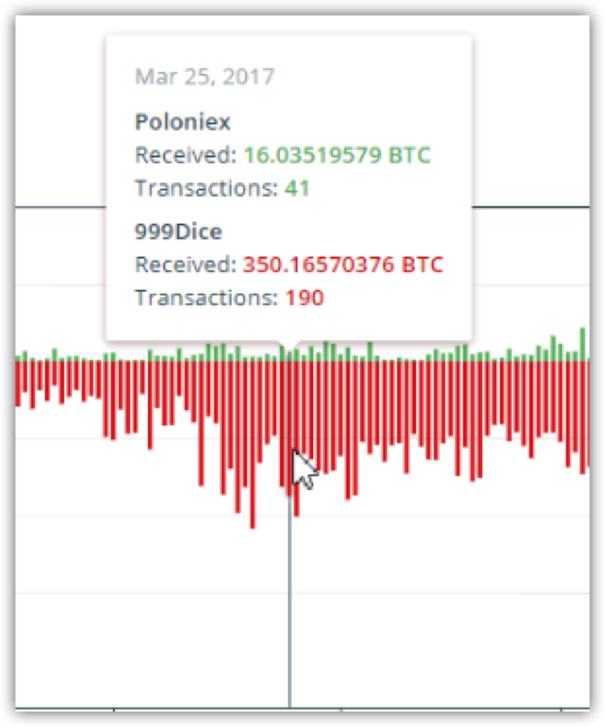 Mar 25, 2017
Poloniex
Received: 16.03519579 BTC
Transactions: 41
999Dice
Received: 350.16570376 BTC
Transactions: 190